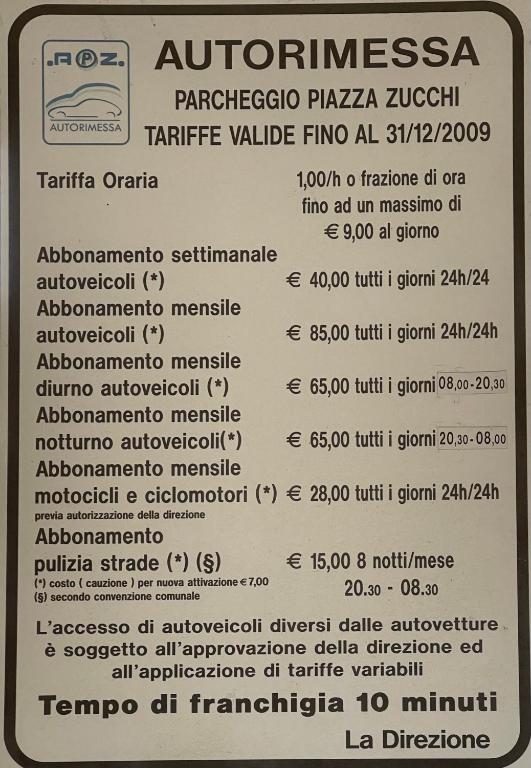 .APZ.
AUTORIMESSA
AUTORIMESSA
PARCHEGGIO PIAZZA ZUCCHI
TARIFFE VALIDE FINO AL 31/12/2009
Tariffa Oraria 1,00/h o frazione di ora
fino ad un massimo di
€ 9,00 al giorno
Abbonamento settimanale
autoveicoli (*) € 40,00 tutti i giorni 24h/24
Abbonamento mensile
autoveicoli (*) € 85,00 tutti i giorni 24h/24h
Abbonamento mensile
diurno autoveicoli (*) € 65,00 tutti i giorni 08,00-20,30
Abbonamento mensile
notturno autoveicoli(*) € 65,00 tutti i giorni 20,30-08,00
Abbonamento mensile
motocicli e ciclomotori (*) € 28,00 tutti i giorni 24h/24h
previa autorizzazione della direzione
Abbonamento
pulizia strade (*) (§) € 15,00 8 notti/mese
(*) costo ( cauzione ) per nuova attivazione € 7,00 20.30 - 08.30
(§) secondo convenzione comunale
L'accesso di autoveicoli diversi dalle autovetture
è soggetto all'approvazione della direzione ed
all'applicazione di tariffe variabili
Tempo di franchigia 10 minuti
La Direzione